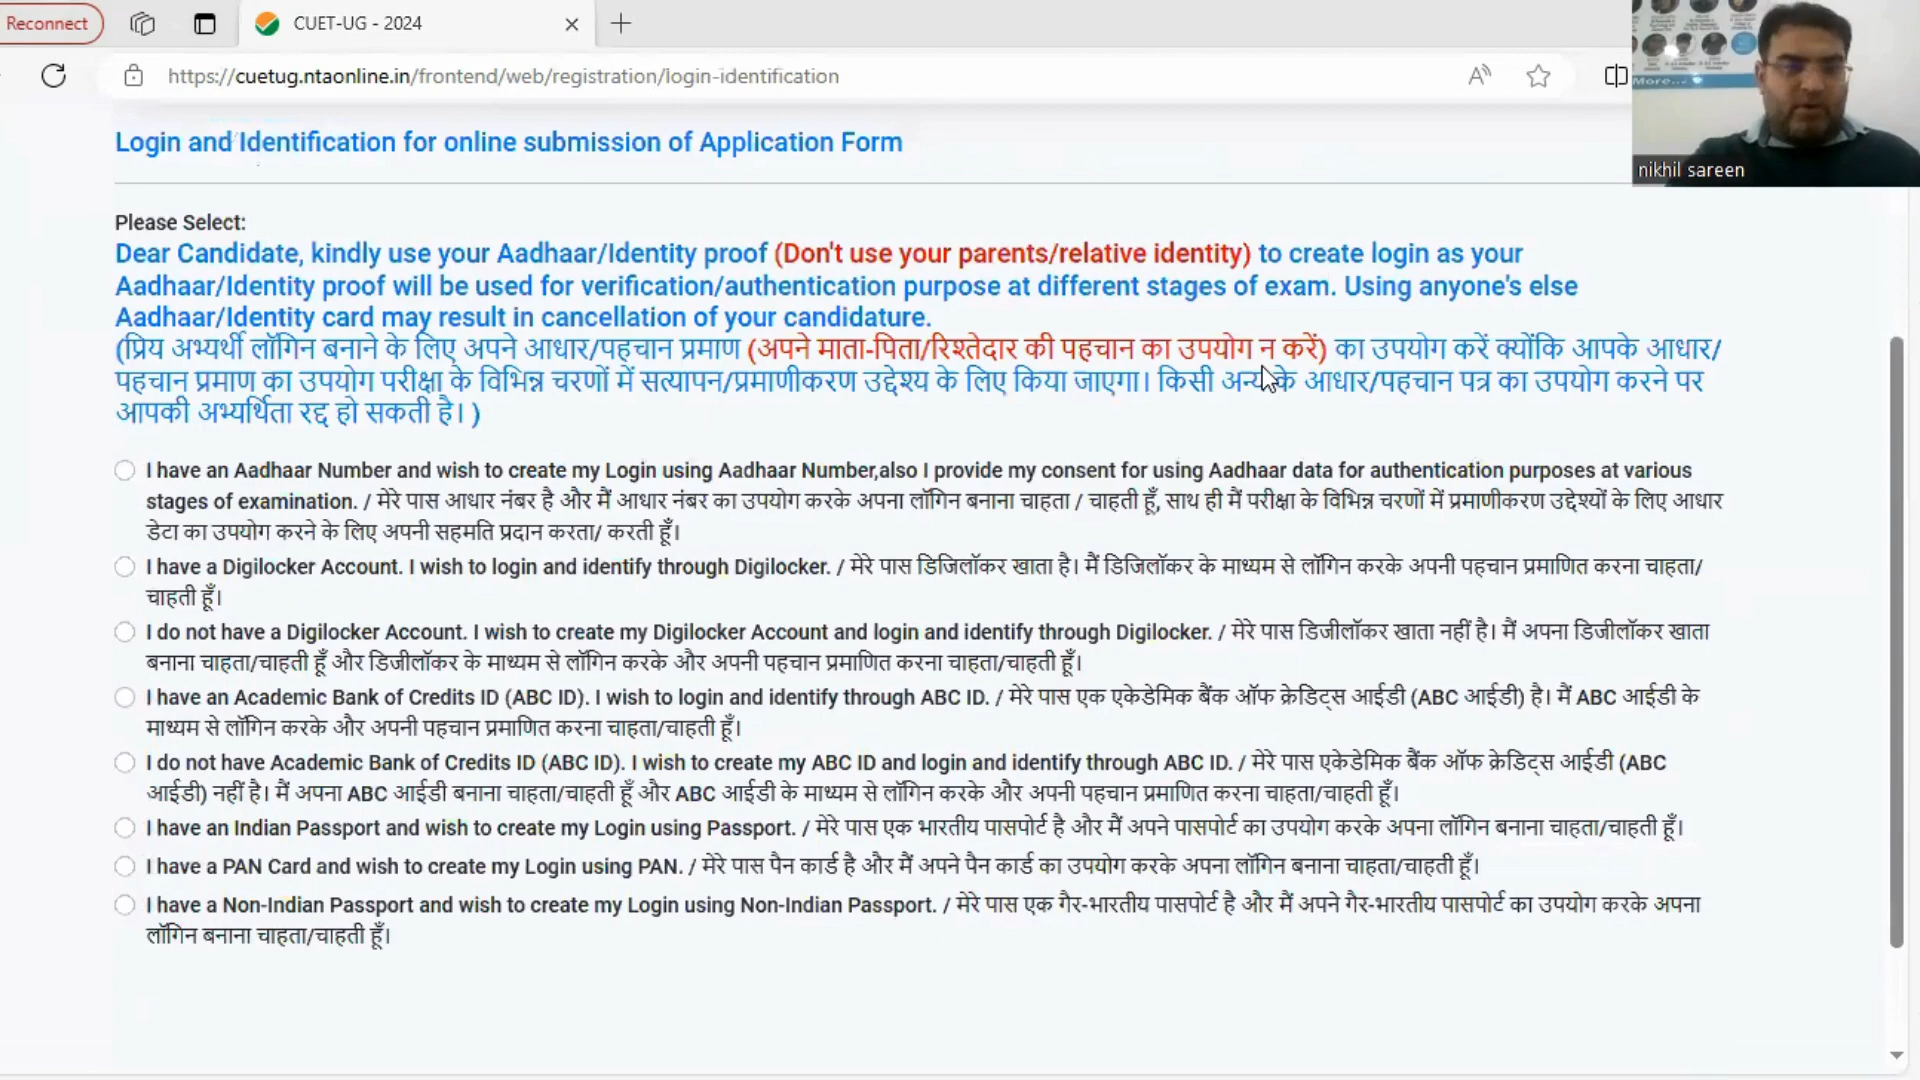 Reconnect
CUET-UG - 2024
https://cuetug.ntaonline.in/frontend/web/registration/login-identification
More...
nikhil sareen
Login and Identification for online submission of Application Form
Please Select:
Dear Candidate, kindly use your Aadhaar/Identity proof (Don't use your parents/relative identity) to create login as your
Aadhaar/Identity proof will be used for verification/authentication purpose at different stages of exam. Using anyone's else
Aadhaar/Identity card may result in cancellation of your candidature.
(प्रिय अभ्यर्थी लॉगिन बनाने के लिए अपने आधार/पहचान प्रमाण (अपने माता-पिता/रिश्तेदार की पहचान का उपयोग न करें) का उपयोग करें क्योंकि आपके आधार/
पहचान प्रमाण का उपयोग परीक्षा के विभिन्न चरणों में सत्यापन/प्रमाणीकरण उद्देश्य के लिए किया जाएगा। किसी अन्य के आधार/पहचान पत्र का उपयोग करने पर
आपकी अभ्यर्थिता रद्द हो सकती है। )
I have an Aadhaar Number and wish to create my Login using Aadhaar Number,also I provide my consent for using Aadhaar data for authentication purposes at various
stages of examination. / मेरे पास आधार नंबर है और मैं आधार नंबर का उपयोग करके अपना लॉगिन बनाना चाहता / चाहती हूँ, साथ ही मैं परीक्षा के विभिन्न चरणों में प्रमाणीकरण उद्देश्यों के लिए आधार
डेटा का उपयोग करने के लिए अपनी सहमति प्रदान करता/ करती हूँ।
I have a Digilocker Account. I wish to login and identify through Digilocker. / मेरे पास डिजिलॉकर खाता है। मैं डिजिलॉकर के माध्यम से लॉगिन करके अपनी पहचान प्रमाणित करना चाहता/
चाहती हूँ।
I do not have a Digilocker Account. I wish to create my Digilocker Account and login and identify through Digilocker. / मेरे पास डिजीलॉकर खाता नहीं है। मैं अपना डिजीलॉकर खाता
बनाना चाहता/चाहती हूँ और डिजीलॉकर के माध्यम से लॉगिन करके और अपनी पहचान प्रमाणित करना चाहता/चाहती हूँ।
I have an Academic Bank of Credits ID (ABC ID). I wish to login and identify through ABC ID. / मेरे पास एक एकेडेमिक बैंक ऑफ क्रेडिट्स आईडी (ABC आईडी) है। मैं ABC आईडी के
माध्यम से लॉगिन करके और अपनी पहचान प्रमाणित करना चाहता/चाहती हूँ।
I do not have Academic Bank of Credits ID (ABC ID). I wish to create my ABC ID and login and identify through ABC ID. / मेरे पास एकेडेमिक बैंक ऑफ क्रेडिट्स आईडी (ABC
आईडी) नहीं है। मैं अपना ABC आईडी बनाना चाहता/चाहती हूँ और ABC आईडी के माध्यम से लॉगिन करके और अपनी पहचान प्रमाणित करना चाहता/चाहती हूँ।
I have an Indian Passport and wish to create my Login using Passport. / मेरे पास एक भारतीय पासपोर्ट है और मैं अपने पासपोर्ट का उपयोग करके अपना लॉगिन बनाना चाहता/चाहती हूँ।
I have a PAN Card and wish to create my Login using PAN. / मेरे पास पैन कार्ड है और मैं अपने पैन कार्ड का उपयोग करके अपना लॉगिन बनाना चाहता/चाहती हूँ।
I have a Non-Indian Passport and wish to create my Login using Non-Indian Passport. / मेरे पास एक गैर-भारतीय पासपोर्ट है और मैं अपने गैर-भारतीय पासपोर्ट का उपयोग करके अपना
लॉगिन बनाना चाहता/चाहती हूँ।